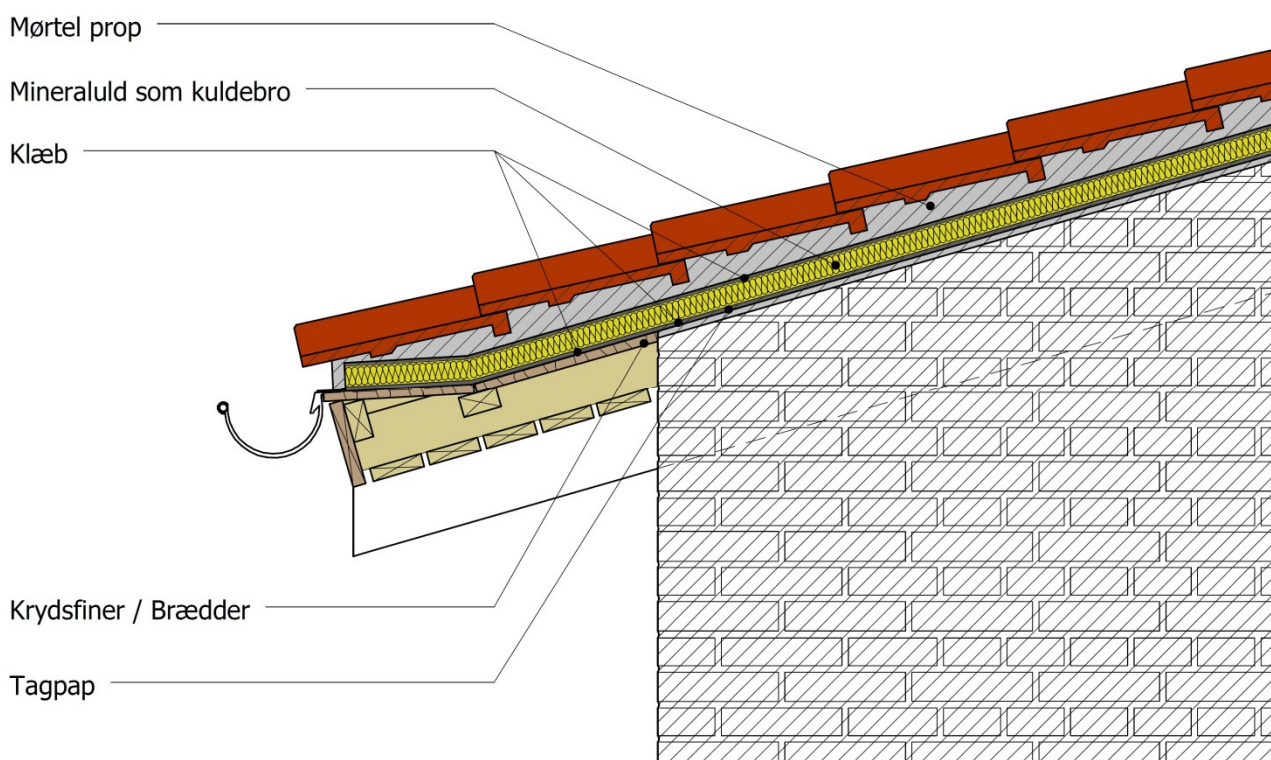 Mørtel prop
Mineraluld som kuldebro
Klæb
Krydsfiner / Brædder
Tagpap